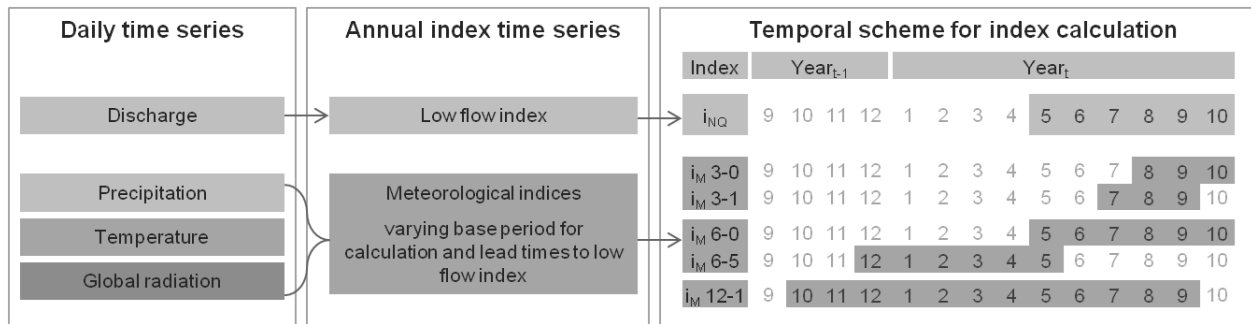 Daily time series
Discharge
Precipitation
Temperature
Global radiation
Annual index time series
Low flow index
Meteorological indices
varying base period for
calculation and lead times to low
flow index
Temporal scheme for index calculation
Index Year t-1 Year t
i NQ 9 10 11 12 1 2 3 4 5 6 7 8 9 10
i M 3-0 9 10 11 12 1 2 3 4 5 6 7 8 9 10
i M 3-1 9 10 11 12 1 2 3 4 5 6 7 8 9 10
i M 6-0 9 10 11 12 1 2 3 4 5 6 7 8 9 10
i M 6-5 9 10 11 12 1 2 3 4 5 6 7 8 9 10
i M 12-1 9 10 11 12 1 2 3 4 5 6 7 8 9 10